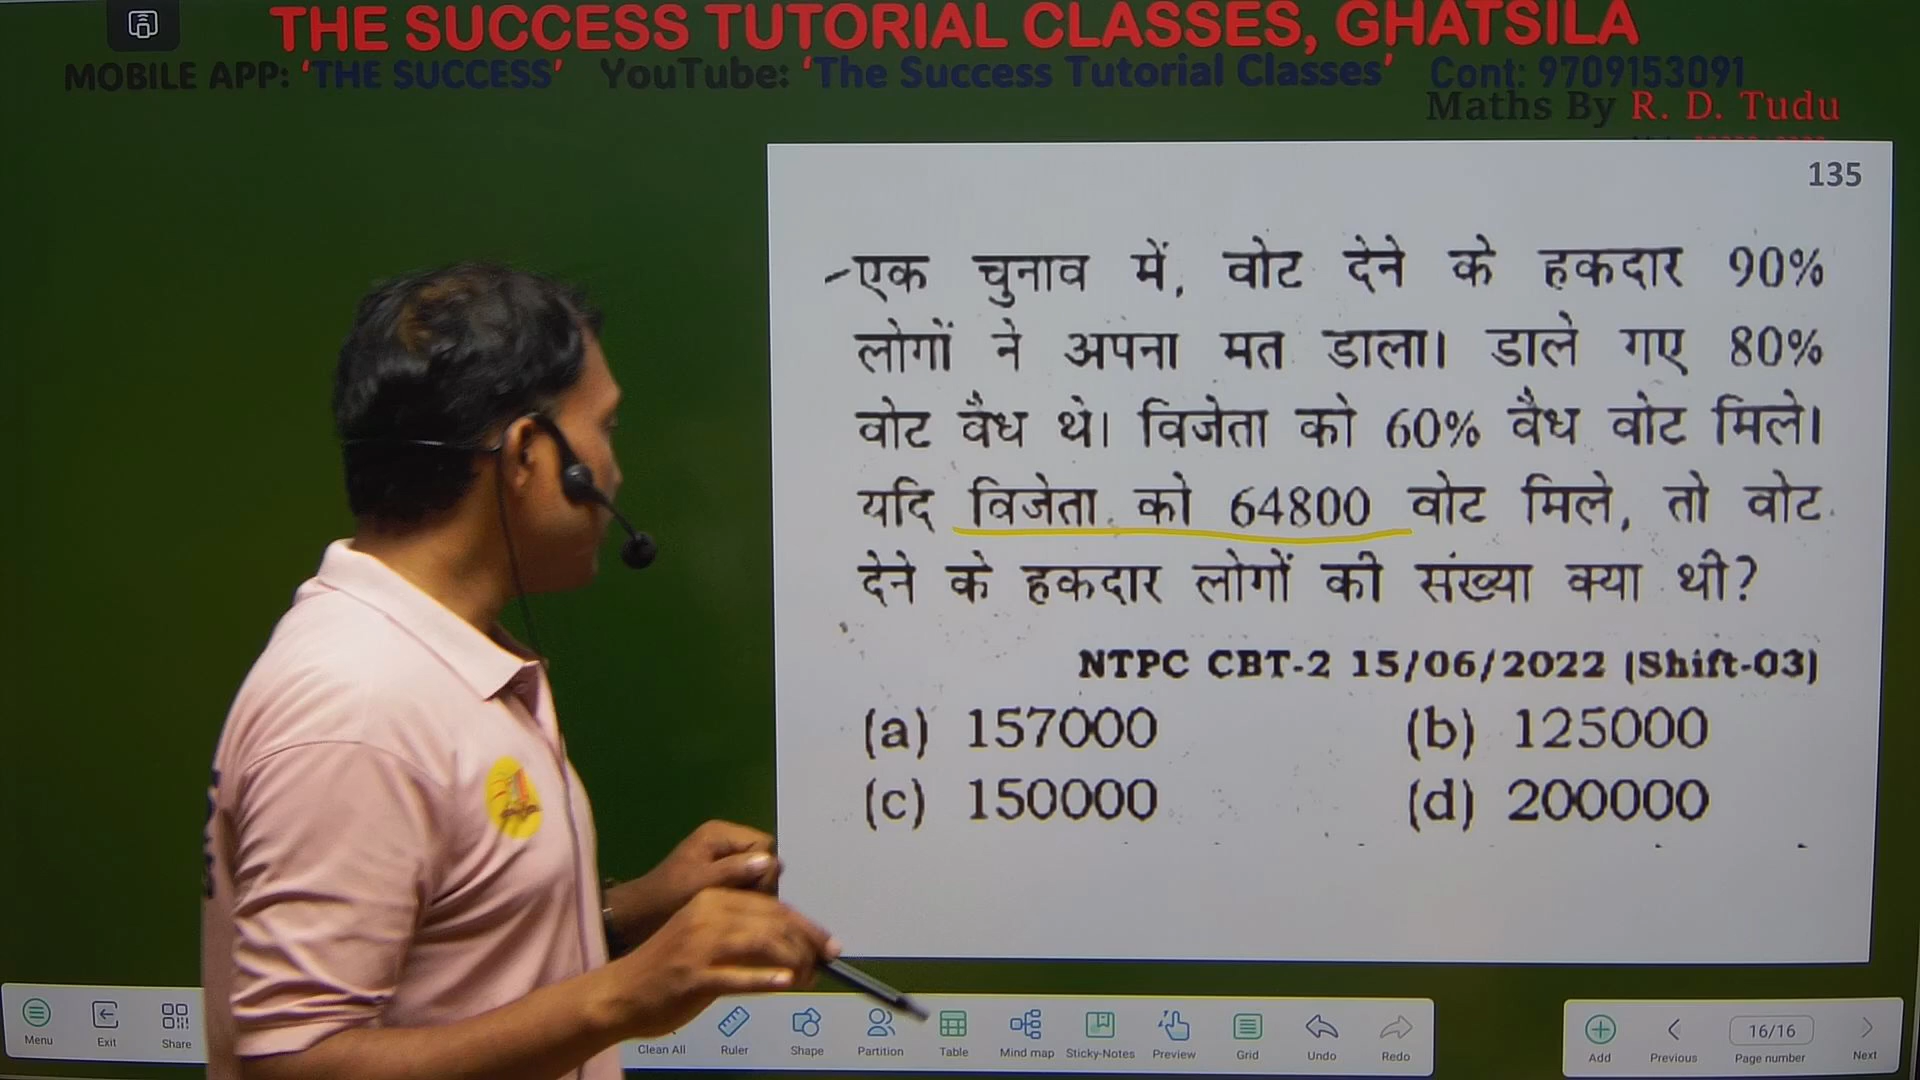 THE SUCCESS TUTORIAL CLASSES, GHATSILA
MOBILE APP: ‘THE SUCCESS’ YouTube: ‘The Success Tutorial Classes’ Cont: 9709153091
Maths By R. D. Tudu
135
एक चुनाव में, वोट देने के हकदार 90%
लोगों ने अपना मत डाला। डाले गए 80%
वोट वैध थे। विजेता को 60% वैध वोट मिले।
यदि विजेता को 64800 वोट मिले, तो वोट
देने के हकदार लोगों की संख्या क्या थी?
NTPC CBT-2 15/06/2022 (Shift-03)
(a) 157000 (b) 125000
(c) 150000 (d) 200000
Menu Exit Share Clean All Ruler Shape Partition Table Mind map Sticky-Notes Preview Grid Undo Redo Add Previous 16/16 Page number Next